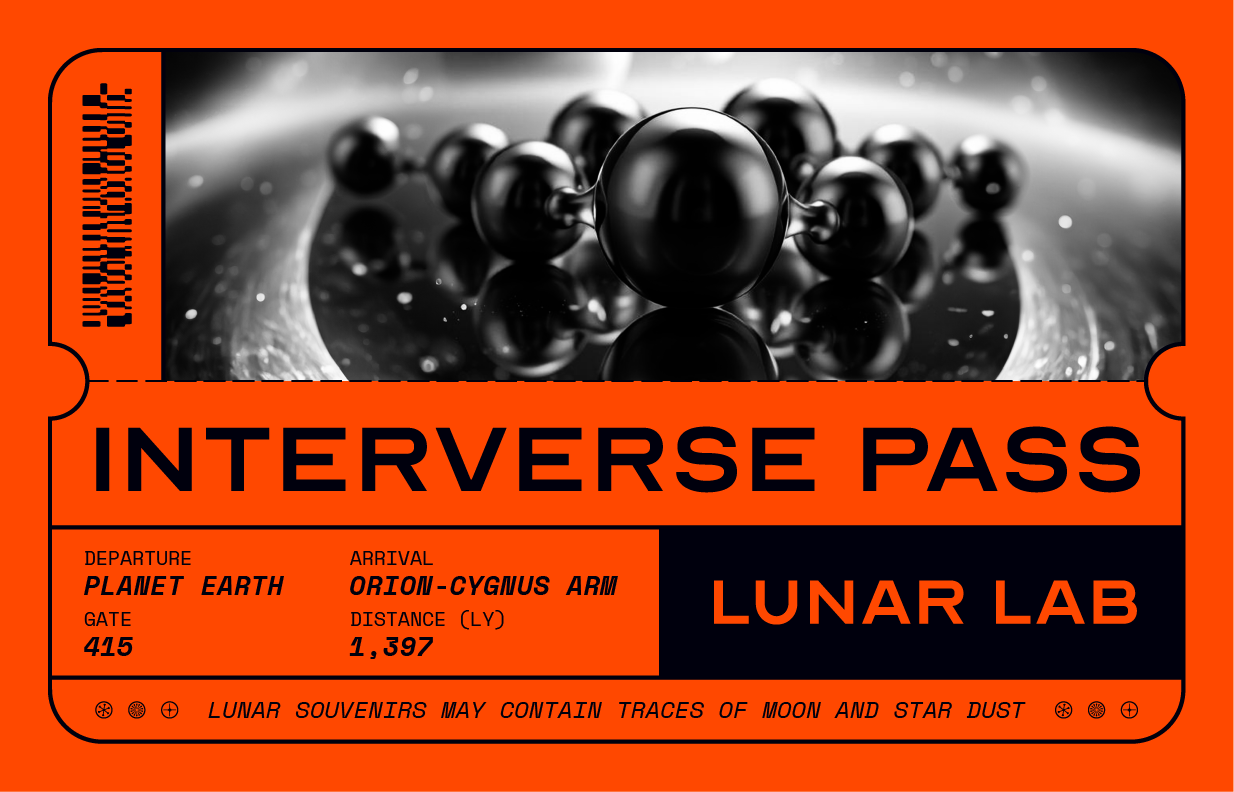 INTERVERSE PASS
DEPARTURE
PLANET EARTH
ARRIVAL
ORION-CYGNUS ARM
GATE
415
DISTANCE (LY)
1,397
LUNAR LAB
LUNAR SOUVENIRS MAY CONTAIN TRACES OF MOON AND STAR DUST